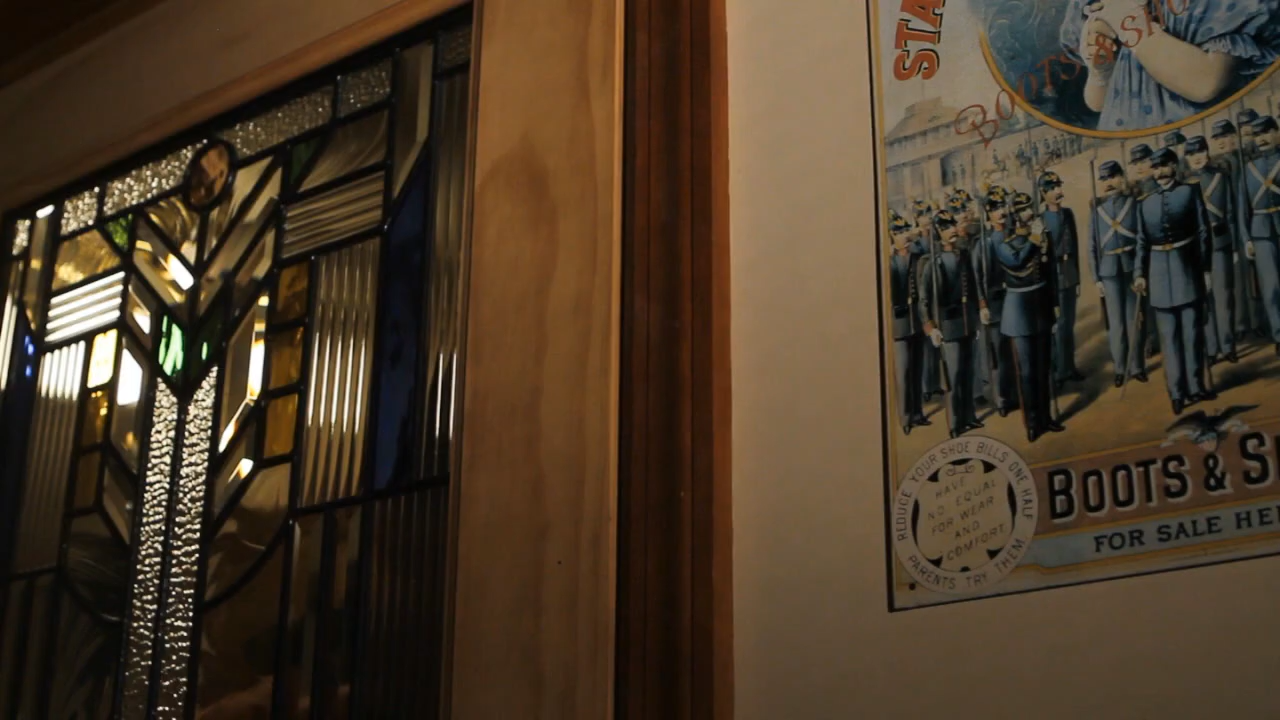 STA
BOOTS & SHO
REDUCE YOUR SHOE BILLS ONE HALF
HAVE
NO EQUAL
FOR WEAR
AND
COMFORT.
PARENTS TRY THEM
BOOTS & S
FOR SALE HE